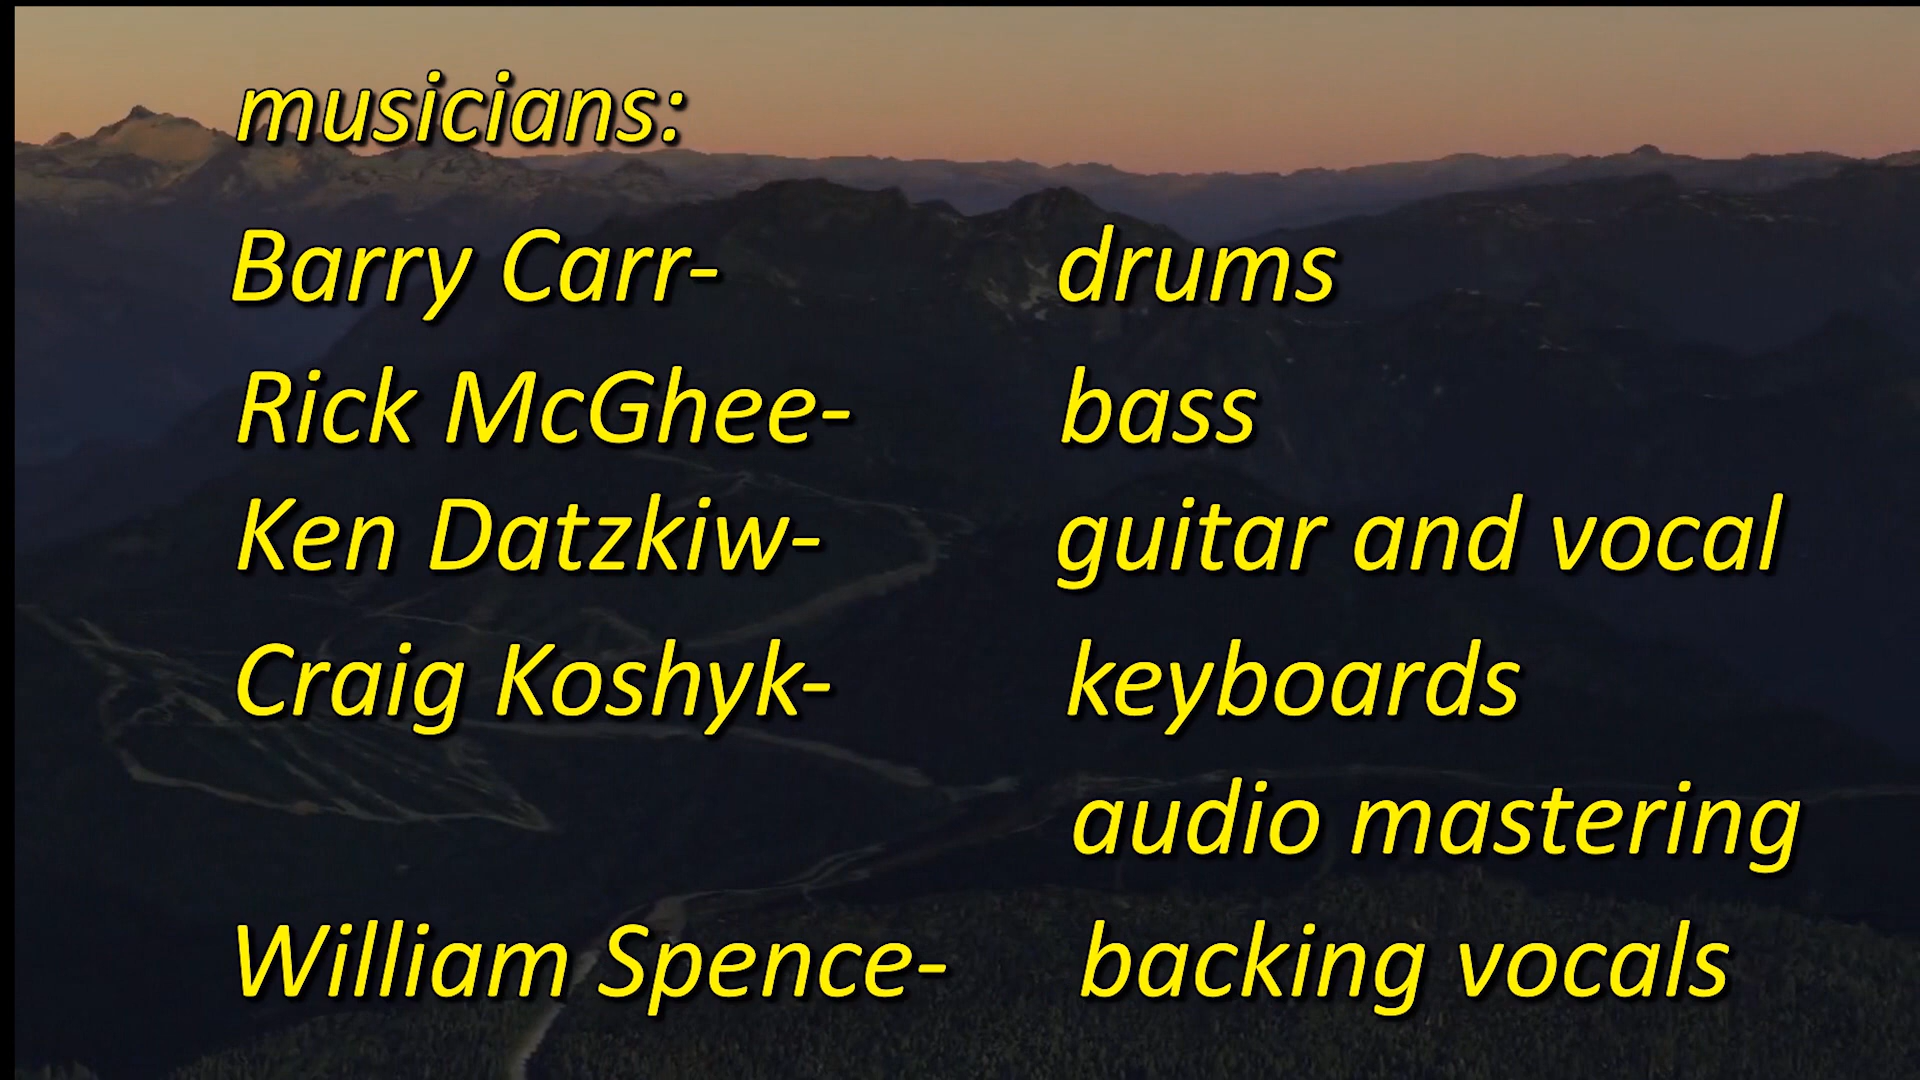 musicians:
Barry Carr- drums
Rick McGhee- bass
Ken Datzkiw- guitar and vocal
Craig Koshyk- keyboards
audio mastering
William Spence- backing vocals